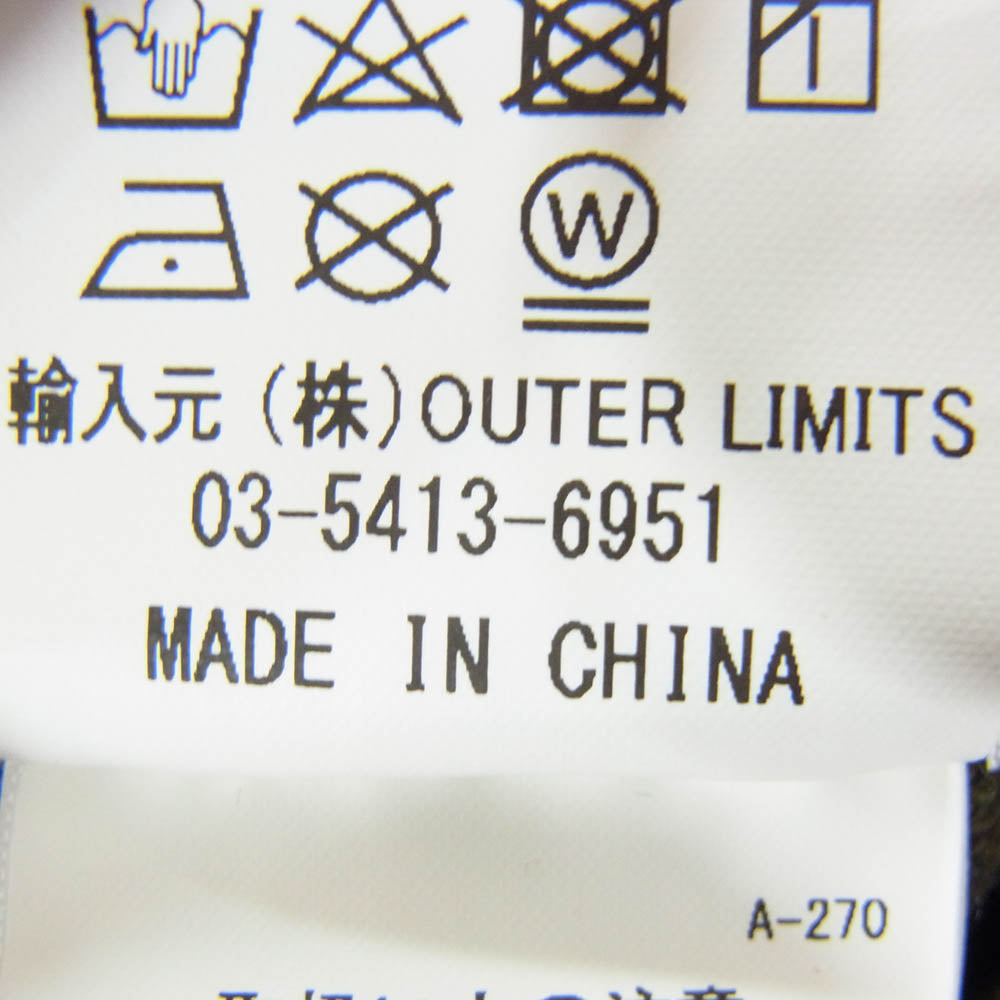 W
輸入元 (株)OUTER LIMITS
03-5413-6951
MADE IN CHINA
A-270